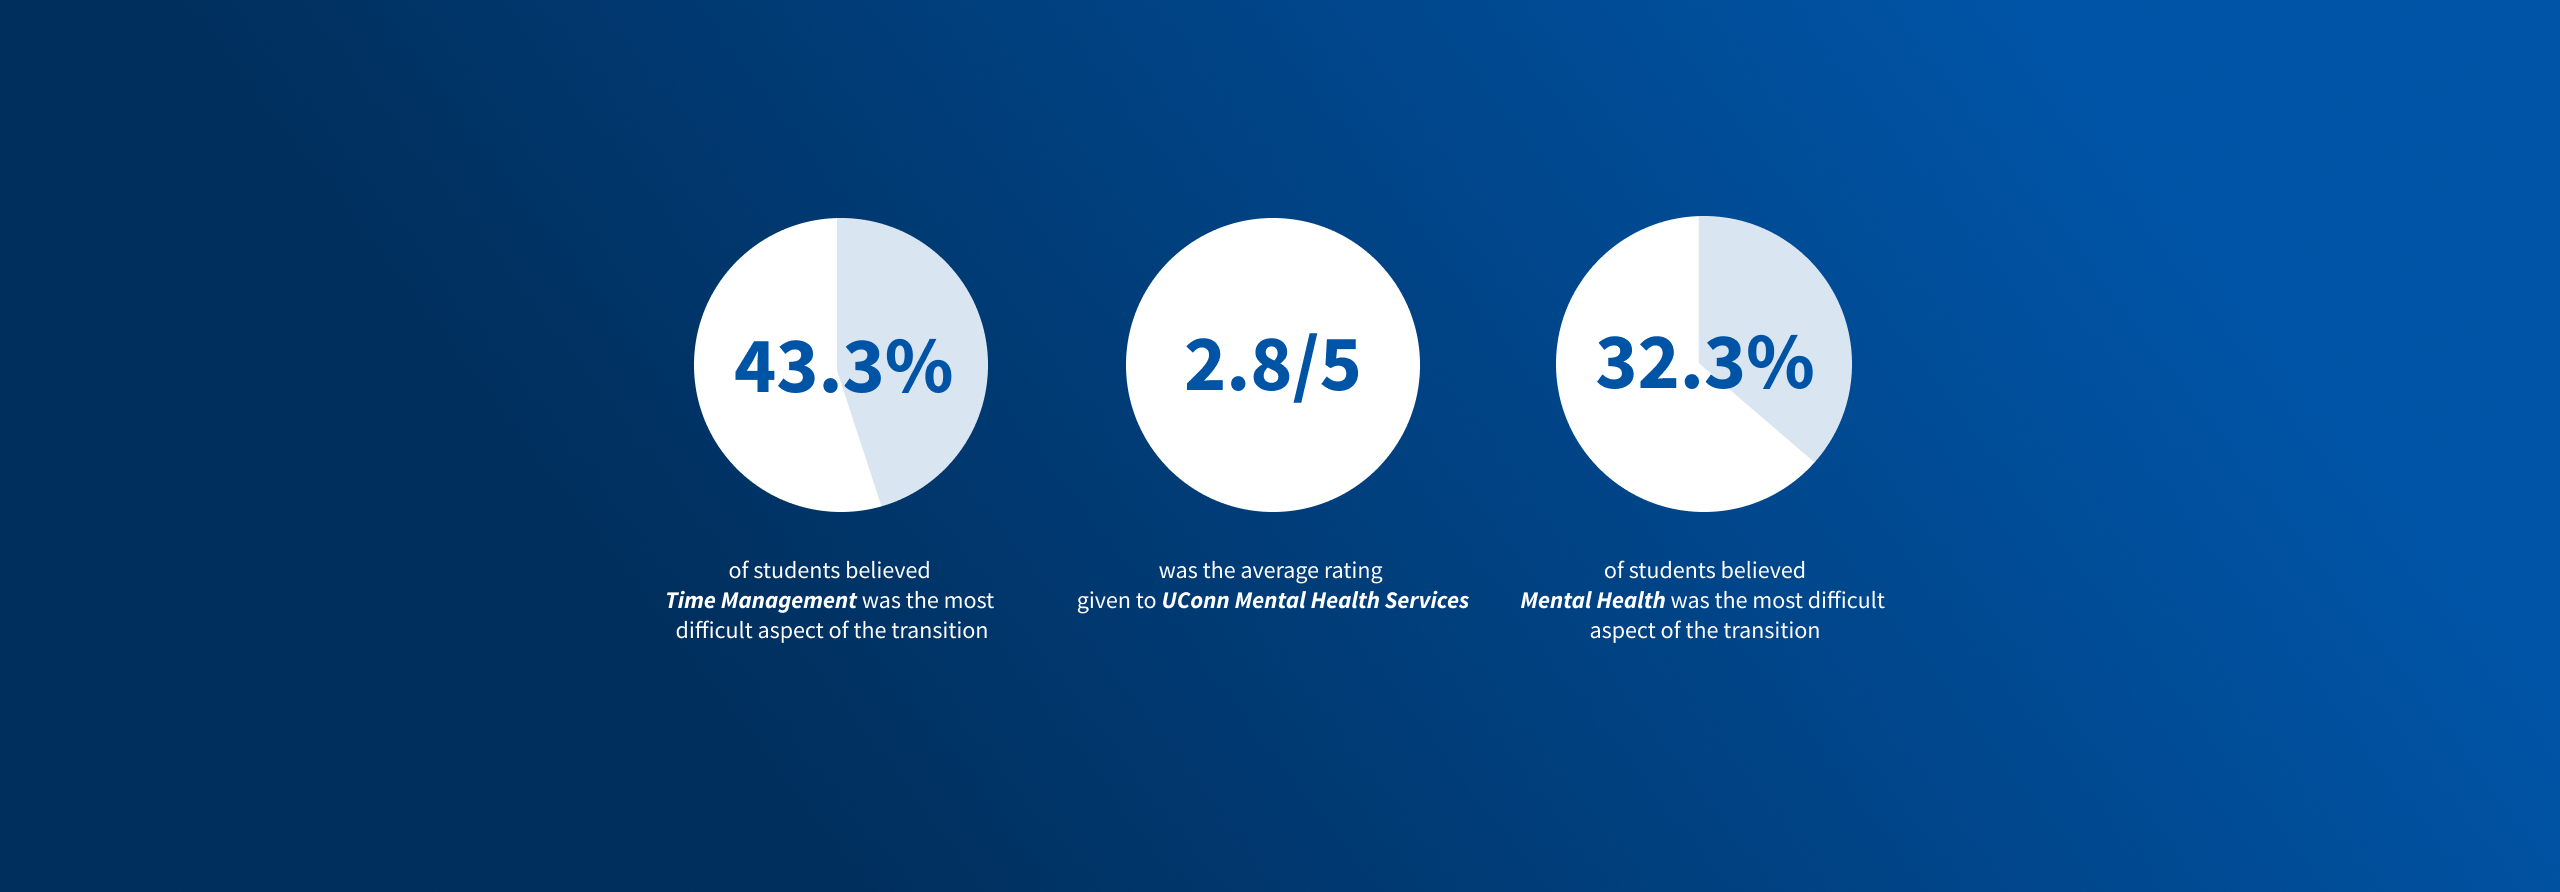 43.3%
of students believed
Time Management was the most
difficult aspect of the transition
2.8/5
was the average rating
given to UConn Mental Health Services
32.3%
of students believed
Mental Health was the most difficult
aspect of the transition